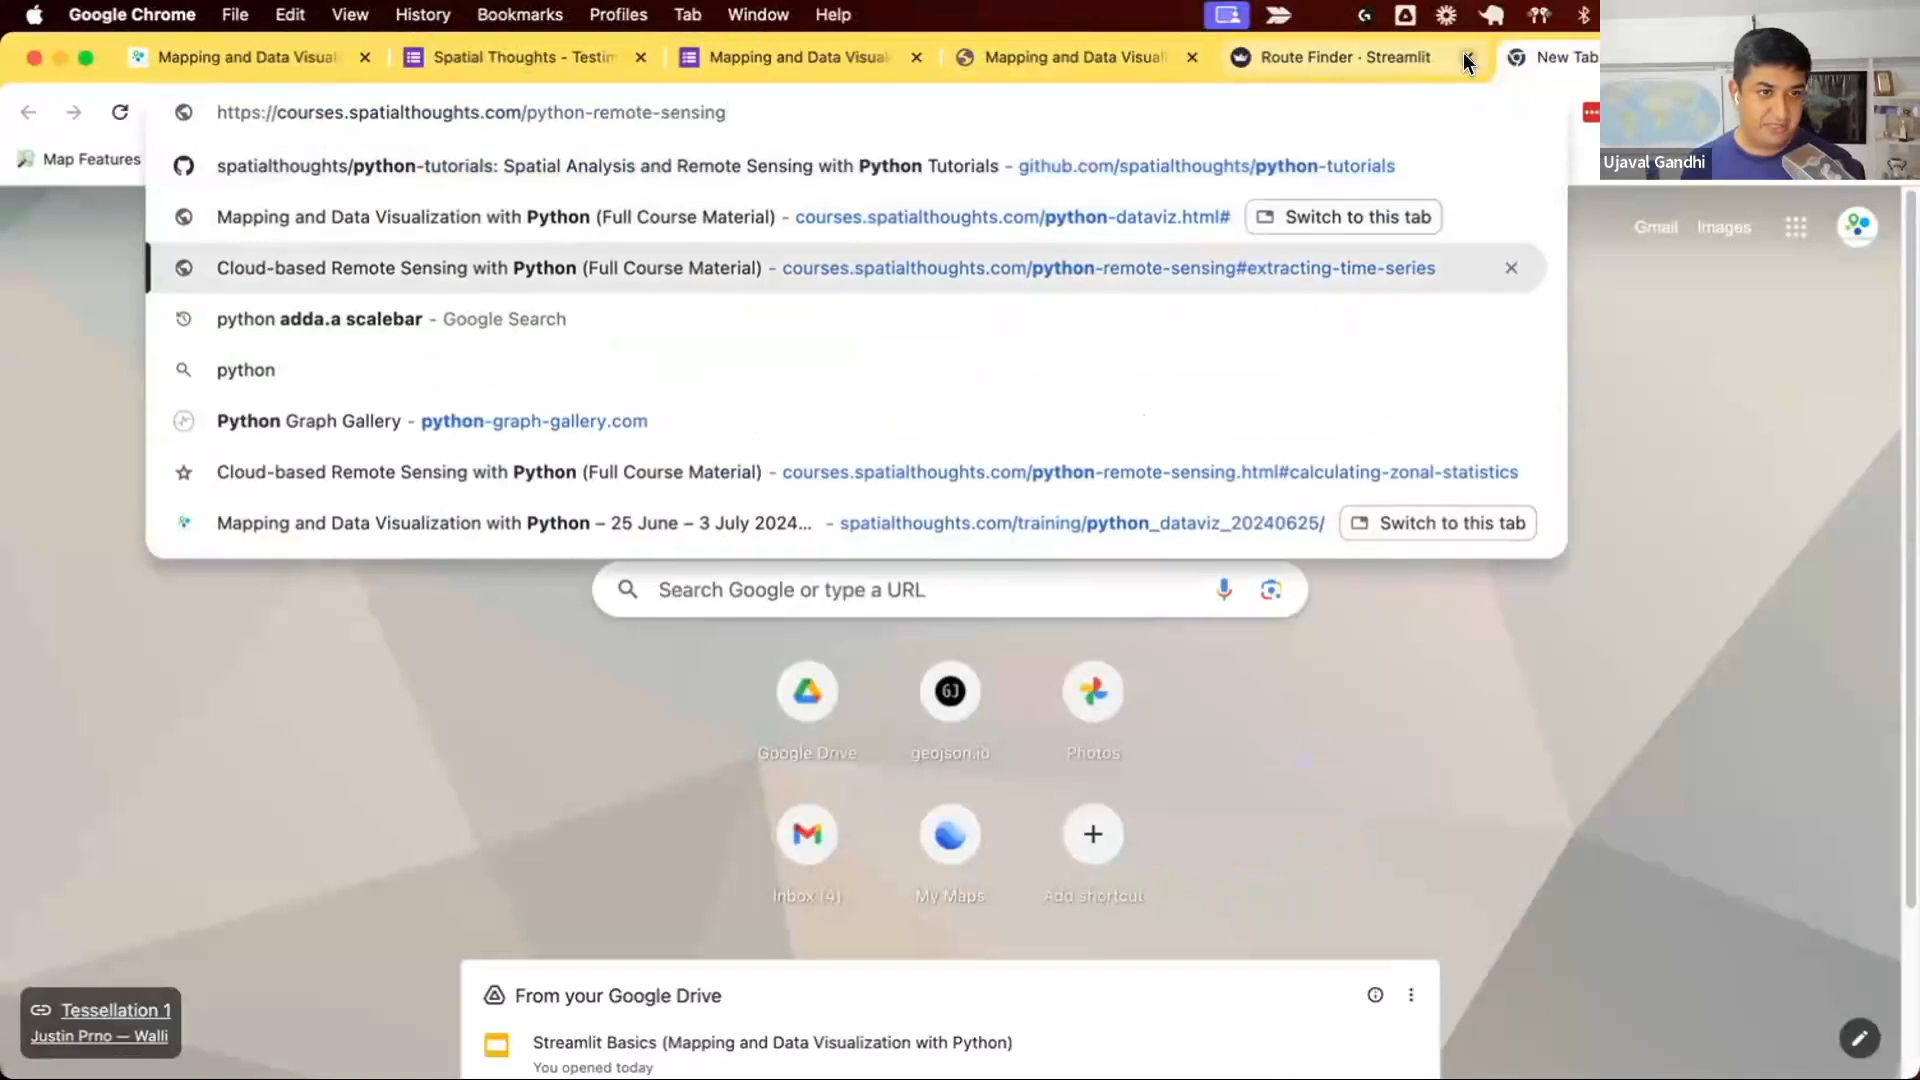 Google Chrome File Edit View History Bookmarks Profiles Tab Window Help
Mapping and Data Visual
Spatial Thoughts - Testim
Mapping and Data Visual
Mapping and Data Visuali
Route Finder · Streamlit
New Tab
Ujaval Gandhi
https://courses.spatialthoughts.com/python-remote-sensing
Map Features
spatialthoughts/python-tutorials: Spatial Analysis and Remote Sensing with Python Tutorials - github.com/spatialthoughts/python-tutorials
Mapping and Data Visualization with Python (Full Course Material) - courses.spatialthoughts.com/python-dataviz.html# Switch to this tab
Gmail Images
Cloud-based Remote Sensing with Python (Full Course Material) - courses.spatialthoughts.com/python-remote-sensing#extracting-time-series
python adda.a scalebar - Google Search
python
Python Graph Gallery - python-graph-gallery.com
Cloud-based Remote Sensing with Python (Full Course Material) - courses.spatialthoughts.com/python-remote-sensing.html#calculating-zonal-statistics
Mapping and Data Visualization with Python – 25 June – 3 July 2024... - spatialthoughts.com/training/python_dataviz_20240625/ Switch to this tab
Search Google or type a URL
GJ
Google Drive geojson.io Photos
Inbox (4) My Maps Add shortcut
From your Google Drive
Streamlit Basics (Mapping and Data Visualization with Python)
You opened today
Tessellation 1
Justin Prno — Walli